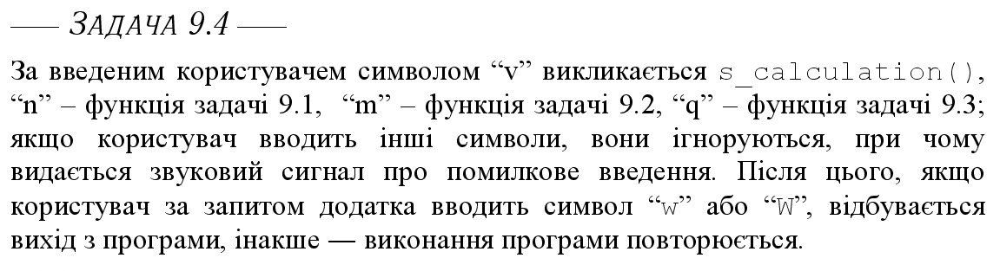 —— ЗАДАЧА 9.4 ——
За введеним користувачем символом “v” викликається s_calculation(),
“n” – функція задачі 9.1, “m” – функція задачі 9.2, “q” – функція задачі 9.3;
якщо користувач вводить інші символи, вони ігноруються, при чому
видається звуковий сигнал про помилкове введення. Після цього, якщо
користувач за запитом додатка вводить символ “w” або “W”, відбувається
вихід з програми, інакше — виконання програми повторюється.